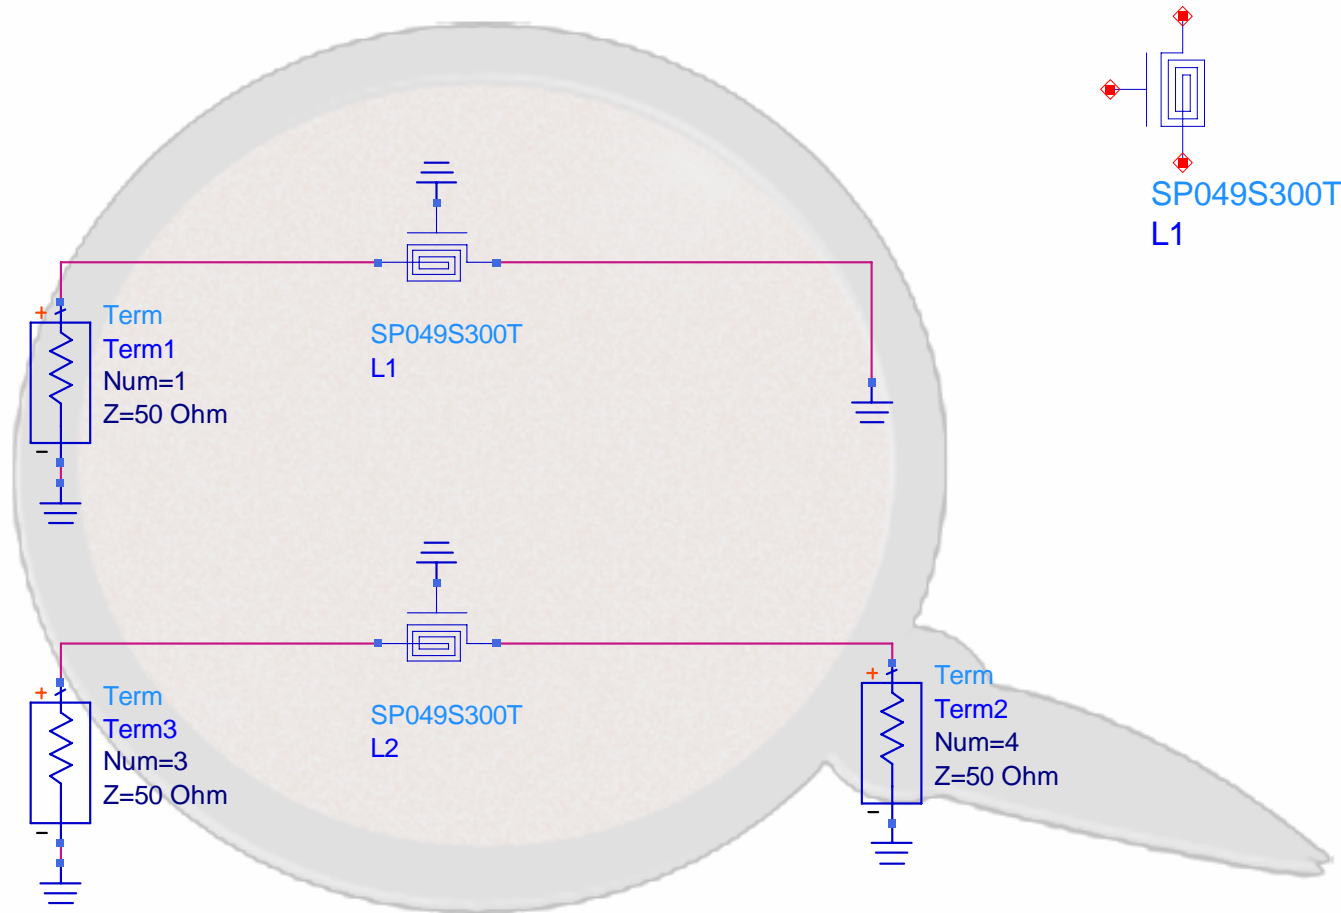 SP049S300T
L1
Term
Term1
Num=1
Z=50 Ohm
+
-
SP049S300T
L1
Term
Term3
Num=3
Z=50 Ohm
+
-
SP049S300T
L2
Term
Term2
Num=4
Z=50 Ohm
+
-